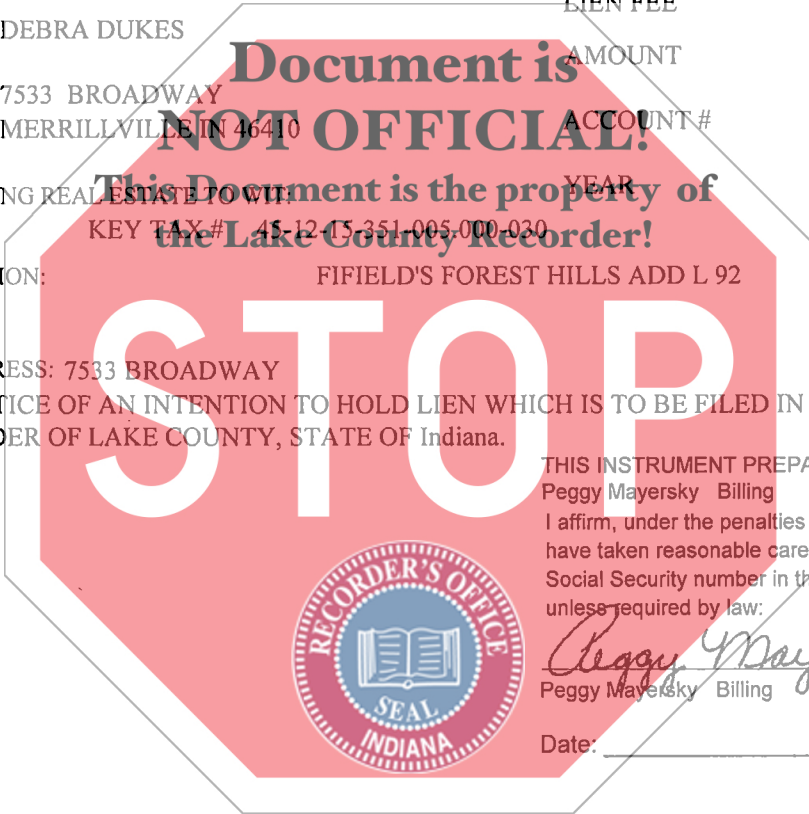 LIEN FEE
DEBRA DUKES
Document is
AMOUNT
7533 BROADWAY
MERRILLVILLE IN 46410
NOT OFFICIAL!
ACCOUNT #
NG REAL ESTATE TO WIT:
This Document is the property of
YEAR
KEY TAX # 45-12-15-351-005.000-030
the Lake County Recorder!
ION:
FIFIELD'S FOREST HILLS ADD L 92
STOP
RESS: 7533 BROADWAY
TICE OF AN INTENTION TO HOLD LIEN WHICH IS TO BE FILED IN
DER OF LAKE COUNTY, STATE OF Indiana.
THIS INSTRUMENT PREPA
Peggy Mayersky Billing
I affirm, under the penalties
have taken reasonable care
Social Security number in th
unless required by law:
Peggy May
Peggy Mayersky Billing
Date:
RECORDER'S OFFICE
SEAL
INDIANA